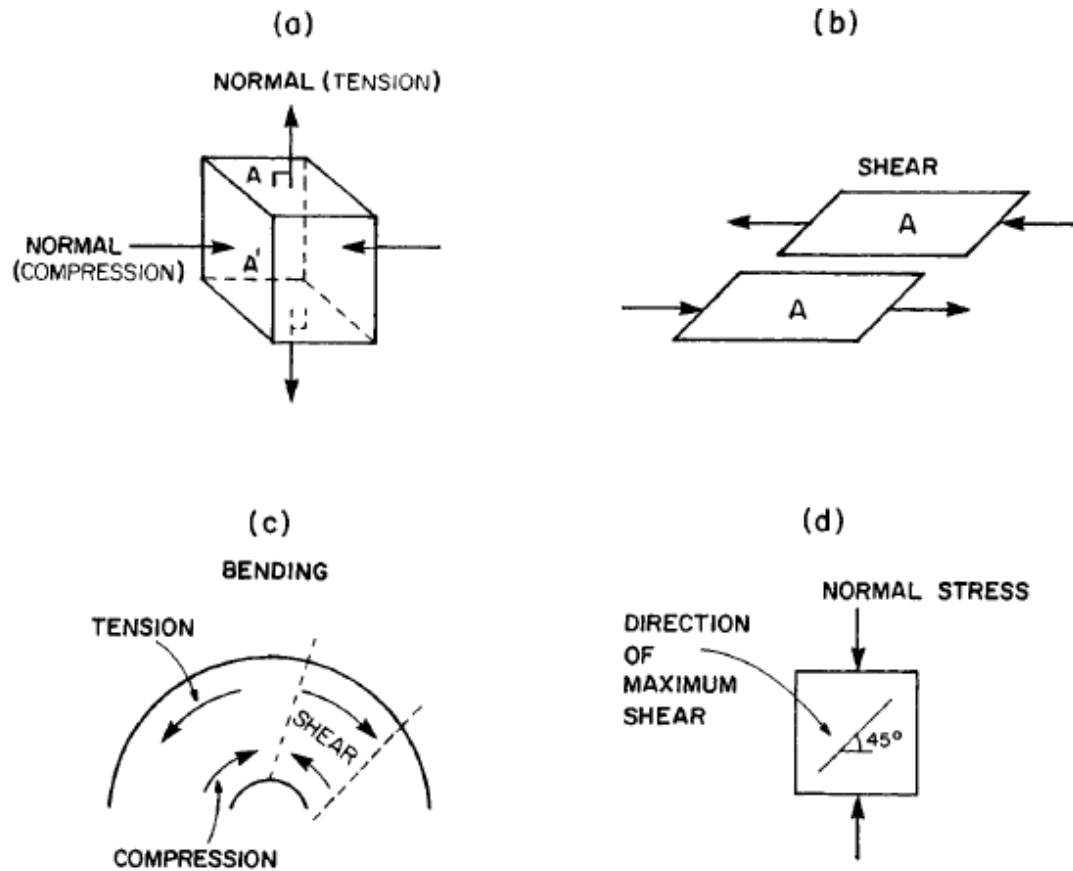 (a)
NORMAL (TENSION)
A
NORMAL
(COMPRESSION)
A'
(b)
SHEAR
A
A
(c)
BENDING
TENSION
SHEAR
COMPRESSION
(d)
NORMAL STRESS
DIRECTION
OF
MAXIMUM
SHEAR
45°